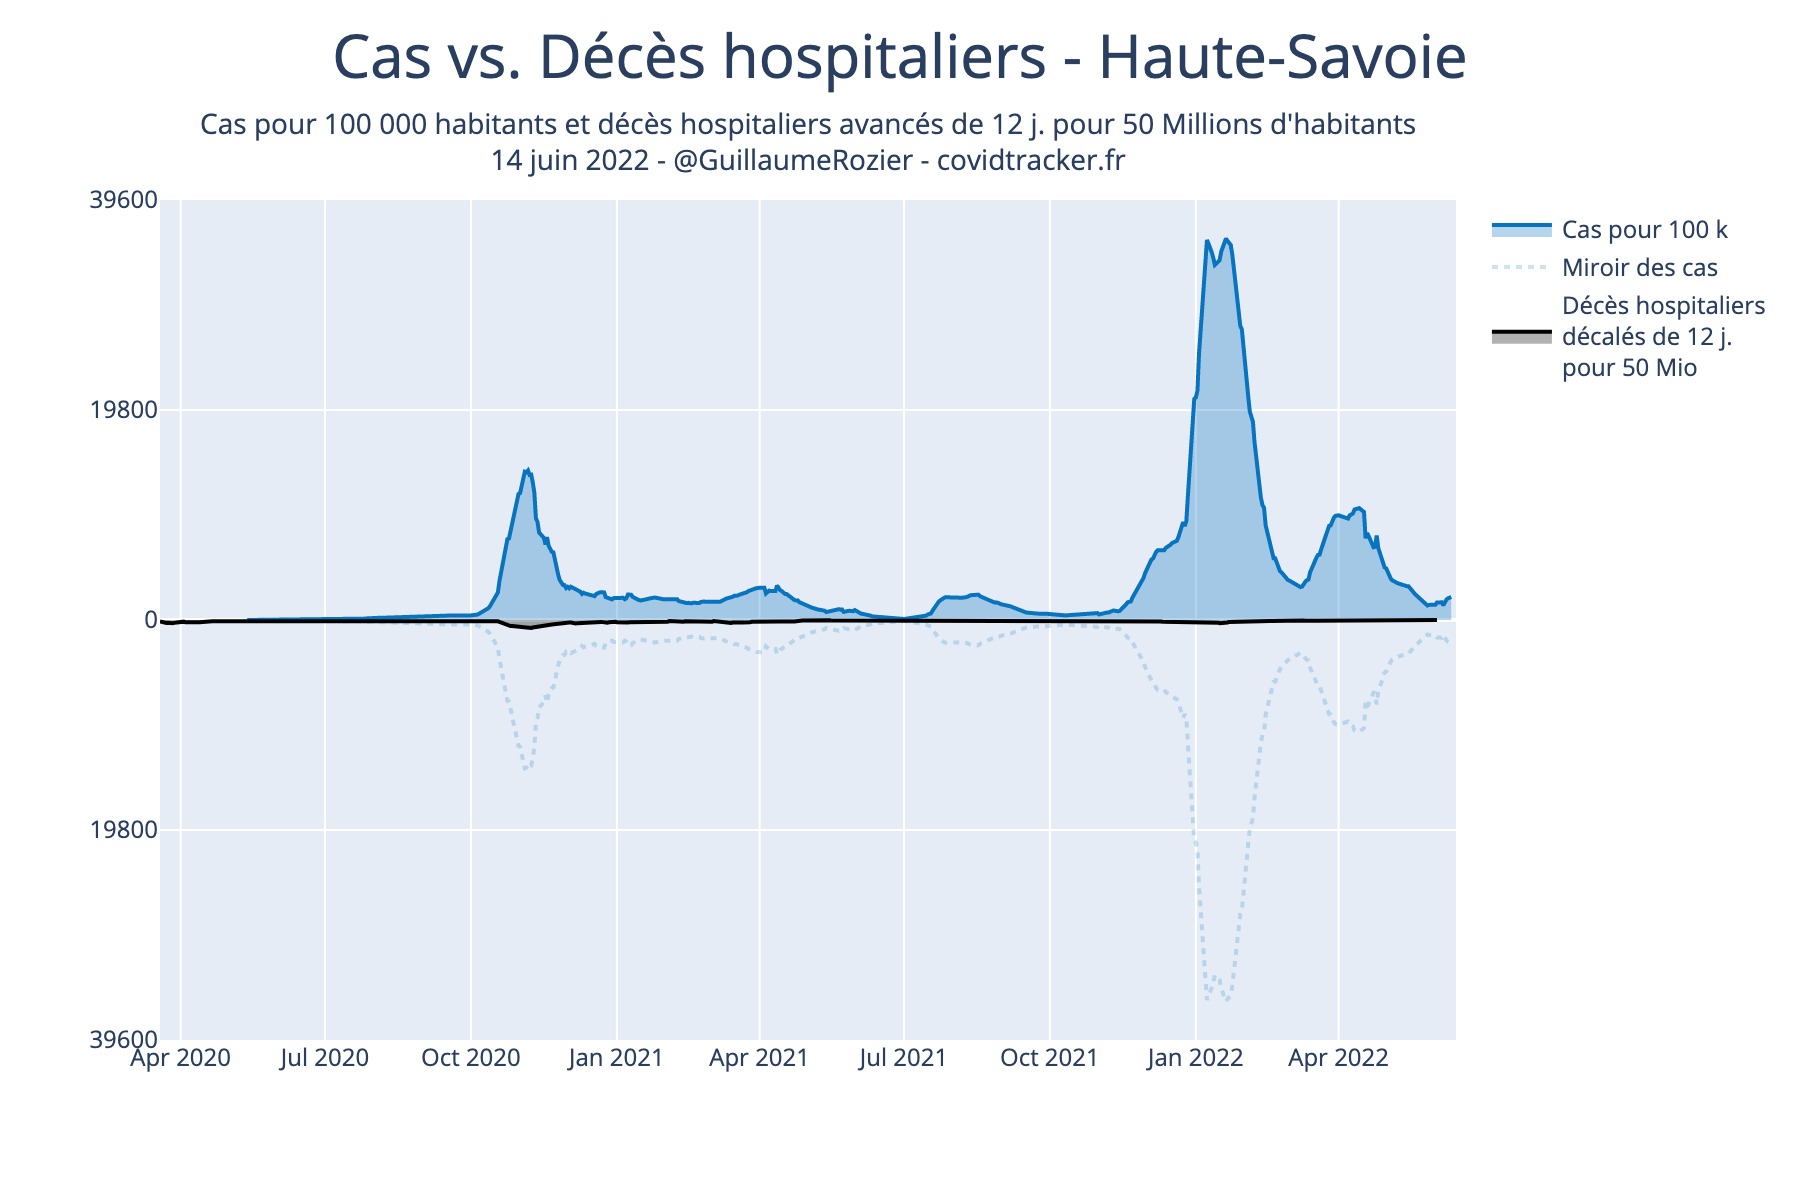 Cas vs. Décès hospitaliers - Haute-Savoie
Cas pour 100 000 habitants et décès hospitaliers avancés de 12 j. pour 50 Millions d'habitants
14 juin 2022 - @GuillaumeRozier - covidtracker.fr
39600
19800
0
19800
39600
Apr 2020
Jul 2020
Oct 2020
Jan 2021
Apr 2021
Jul 2021
Oct 2021
Jan 2022
Apr 2022
Cas pour 100 k
Miroir des cas
Décès hospitaliers
décalés de 12 j.
pour 50 Mio